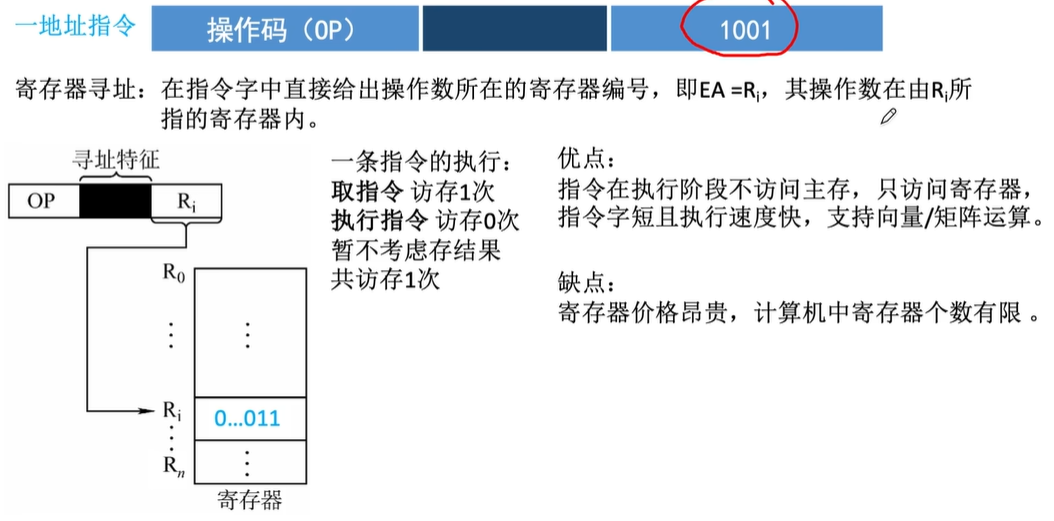 一地址指令 操作码（OP） 1001
寄存器寻址：在指令字中直接给出操作数所在的寄存器编号，即EA =Ri，其操作数在由Ri所
指的寄存器内。
寻址特征
OP Ri
R0
⋮ ⋮
Ri 0...011
⋮
Rn ⋮
寄存器
一条指令的执行：
取指令 访存1次
执行指令 访存0次
暂不考虑存结果
共访存1次
优点：
指令在执行阶段不访问主存，只访问寄存器，
指令字短且执行速度快，支持向量/矩阵运算。
缺点：
寄存器价格昂贵，计算机中寄存器个数有限 。